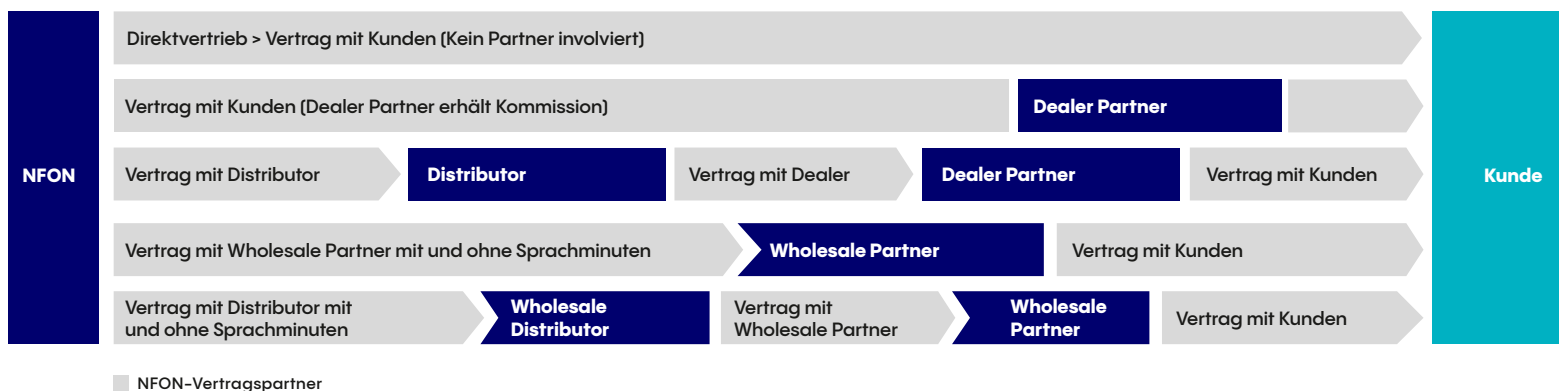 Direktvertrieb > Vertrag mit Kunden (Kein Partner involviert)
Vertrag mit Kunden (Dealer Partner erhält Kommission)
Dealer Partner
NFON
Vertrag mit Distributor
Distributor
Vertrag mit Dealer
Dealer Partner
Vertrag mit Kunden
Kunde
Vertrag mit Wholesale Partner mit und ohne Sprachminuten
Wholesale Partner
Vertrag mit Kunden
Vertrag mit Distributor mit
und ohne Sprachminuten
Wholesale
Distributor
Vertrag mit
Wholesale Partner
Wholesale
Partner
Vertrag mit Kunden
NFON-Vertragspartner